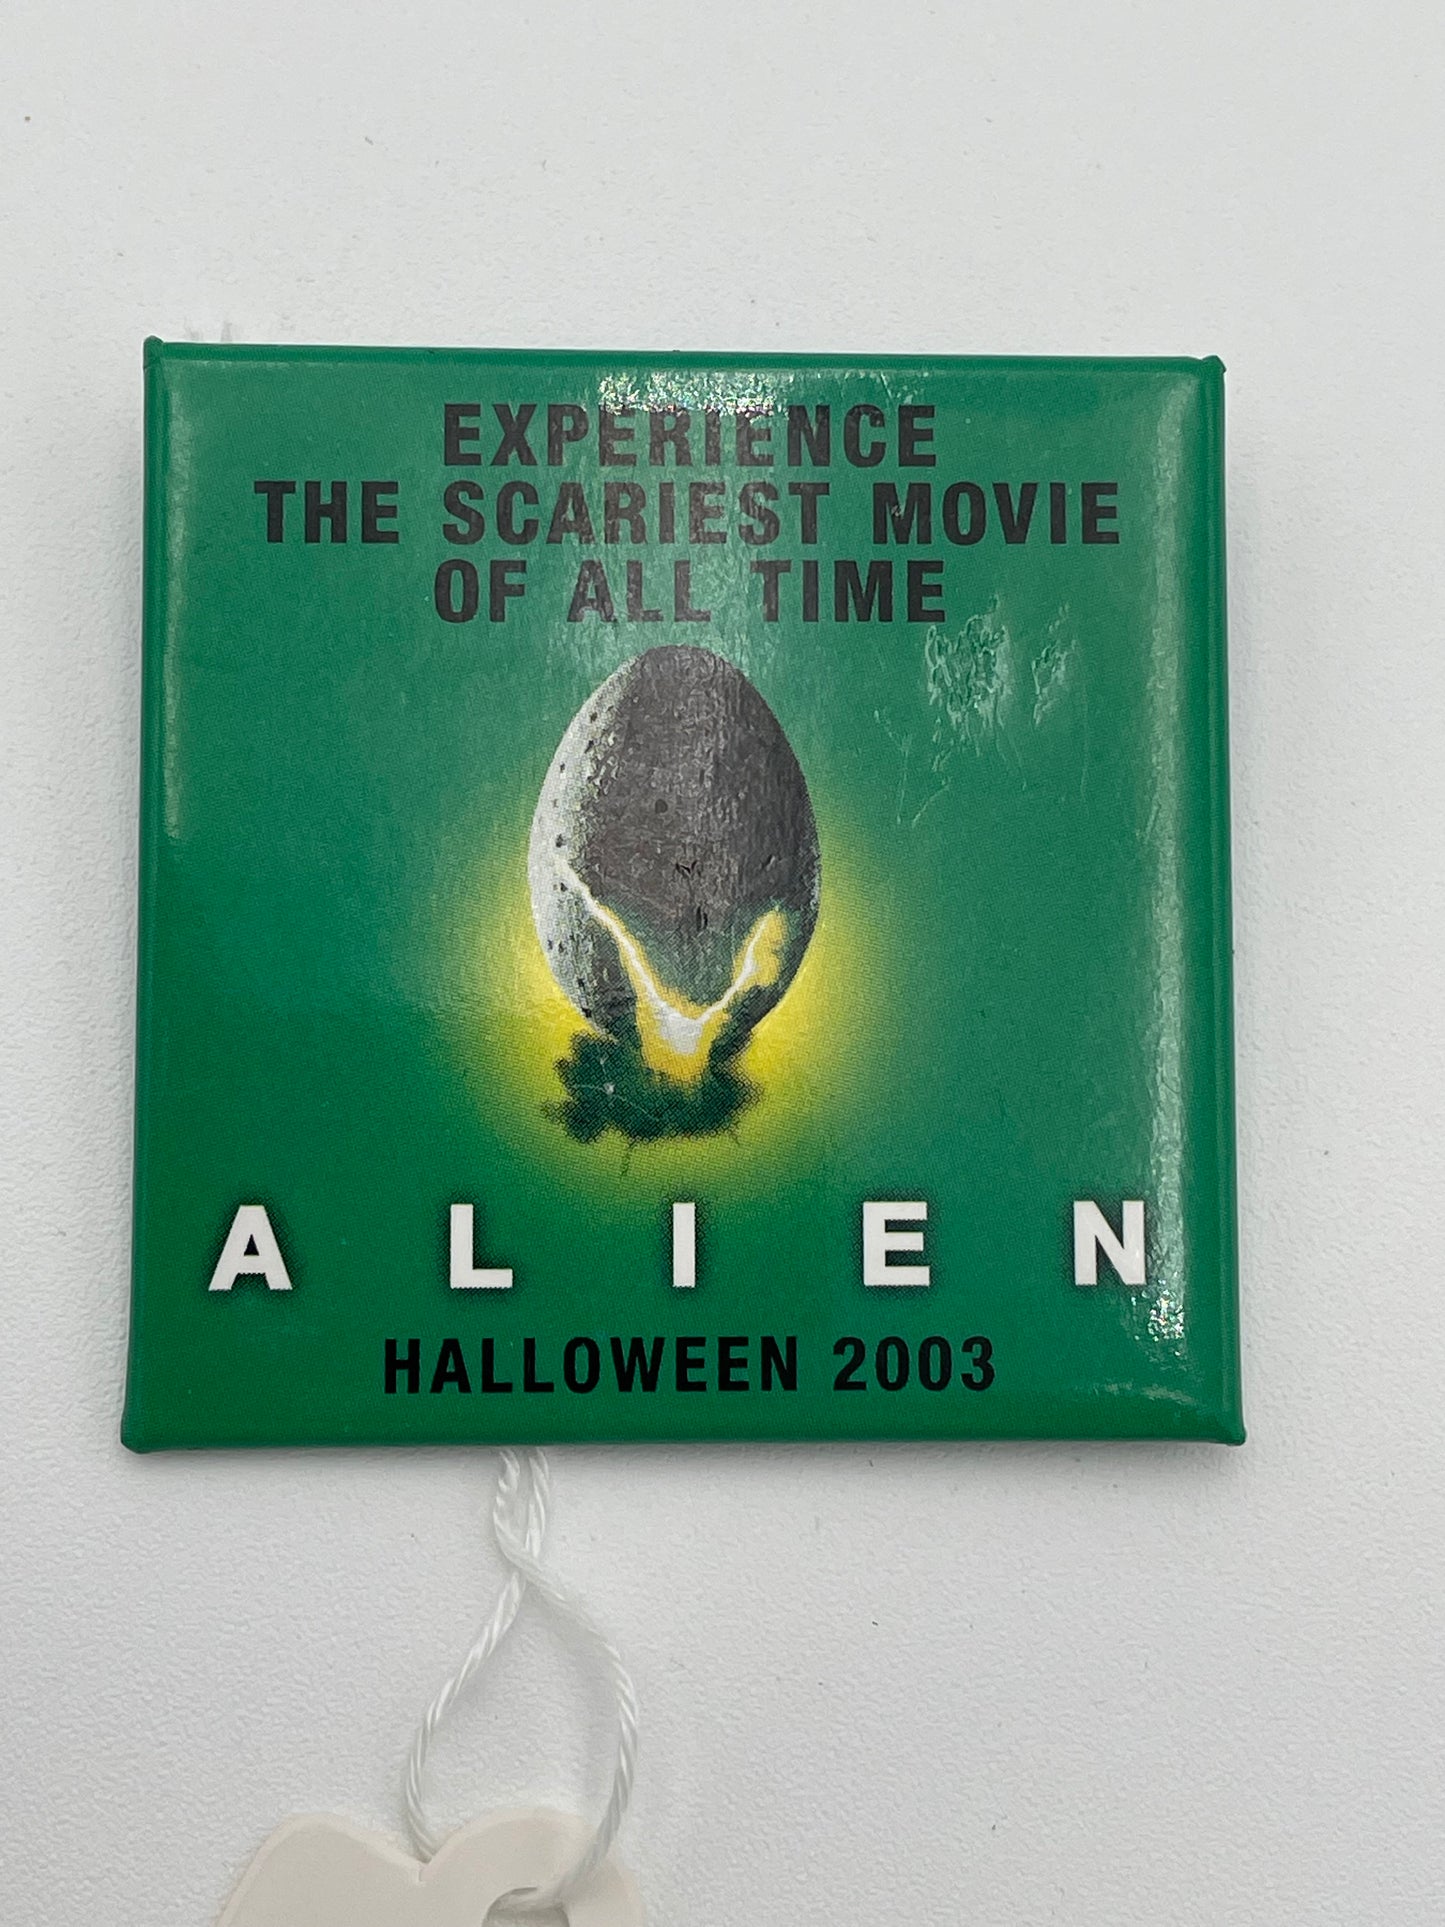 EXPERIENCE
THE SCARIEST MOVIE
OF ALL TIME
ALIEN
HALLOWEEN 2003